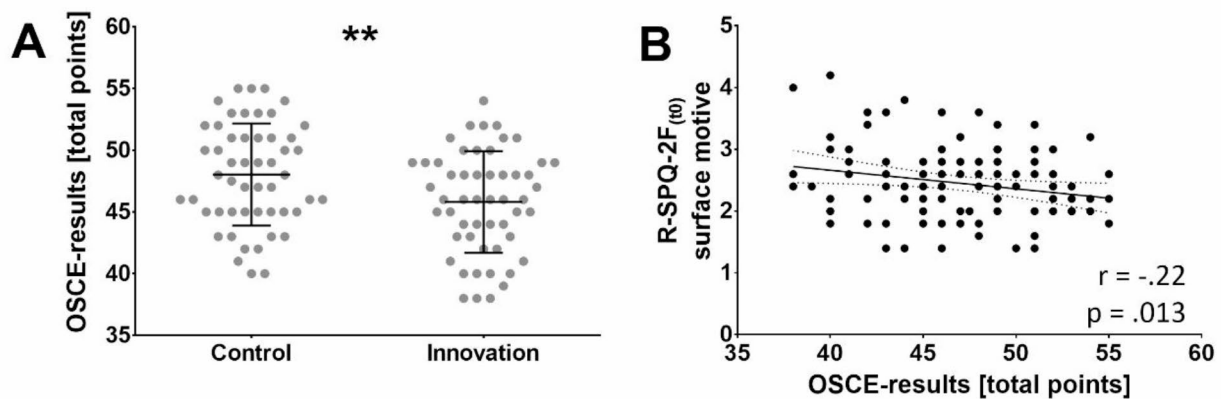 A
OSCE-results [total points]
60
55
50
45
40
35
**
Control
Innovation
B
R-SPQ-2F(t0)
surface motive
5
4
3
2
1
0
r = -.22
p = .013
35
40
45
50
55
60
OSCE-results [total points]